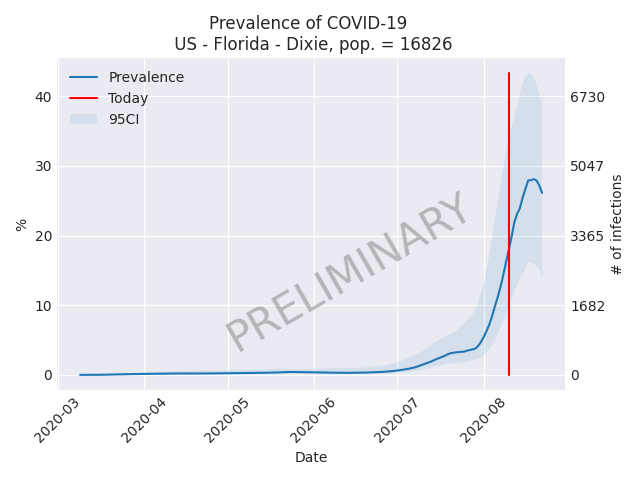 Prevalence of COVID-19
US - Florida - Dixie, pop. = 16826
Prevalence
Today
95CI
40
30
20
10
0
%
6730
5047
3365
1682
0
# of infections
PRELIMINARY
2020-03
2020-04
2020-05
2020-06
2020-07
2020-08
Date